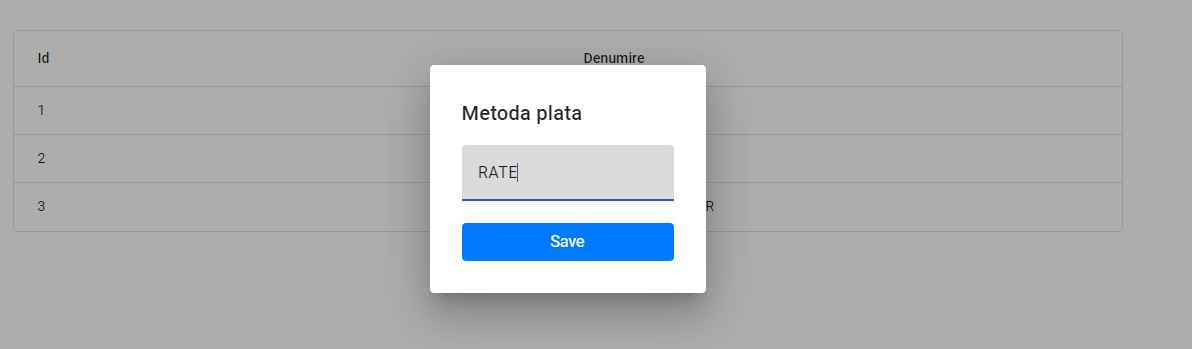 Id Denumire
Metoda plata
1
2
RATE
3 R
Save